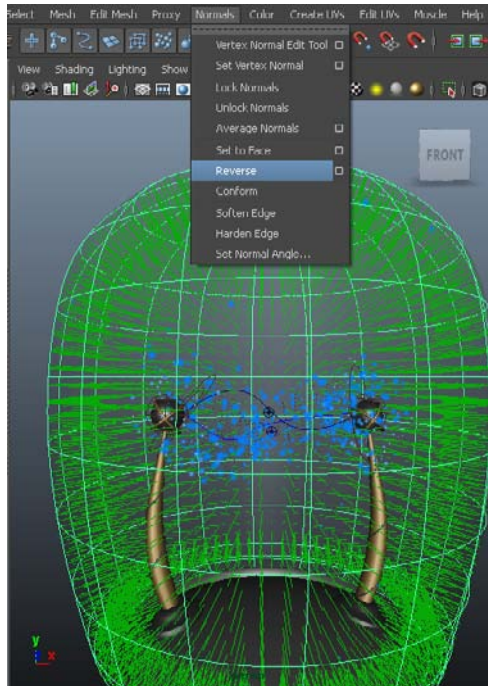 Select Mesh Edit Mesh Proxy Normals Color Create UVs Edit UVs Muscle Help
View Shading Lighting Show
Vertex Normal Edit Tool
Set Vertex Normal
Lock Normals
Unlock Normals
Average Normals
Set to Face
Reverse
Conform
Soften Edge
Harden Edge
Set Normal Angle...
FRONT
y
x